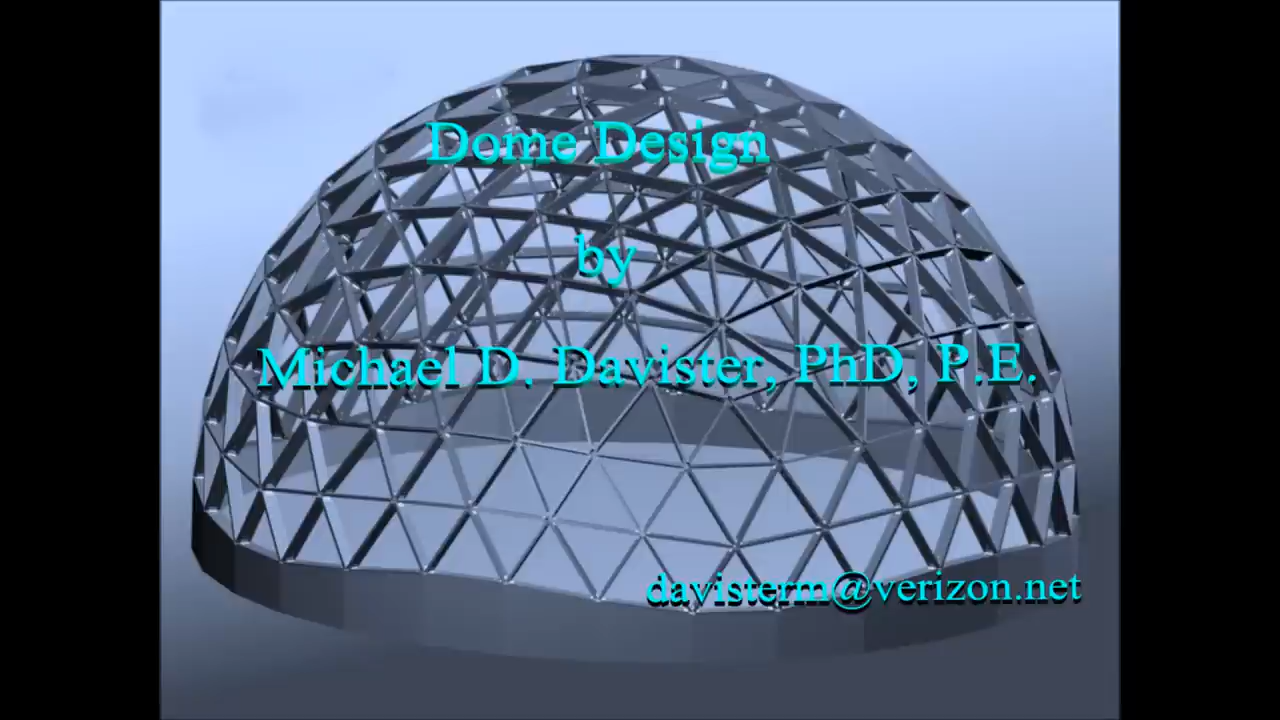 Dome Design
by
Michael D. Davister, PhD, P.E.
davisterm@verizon.net